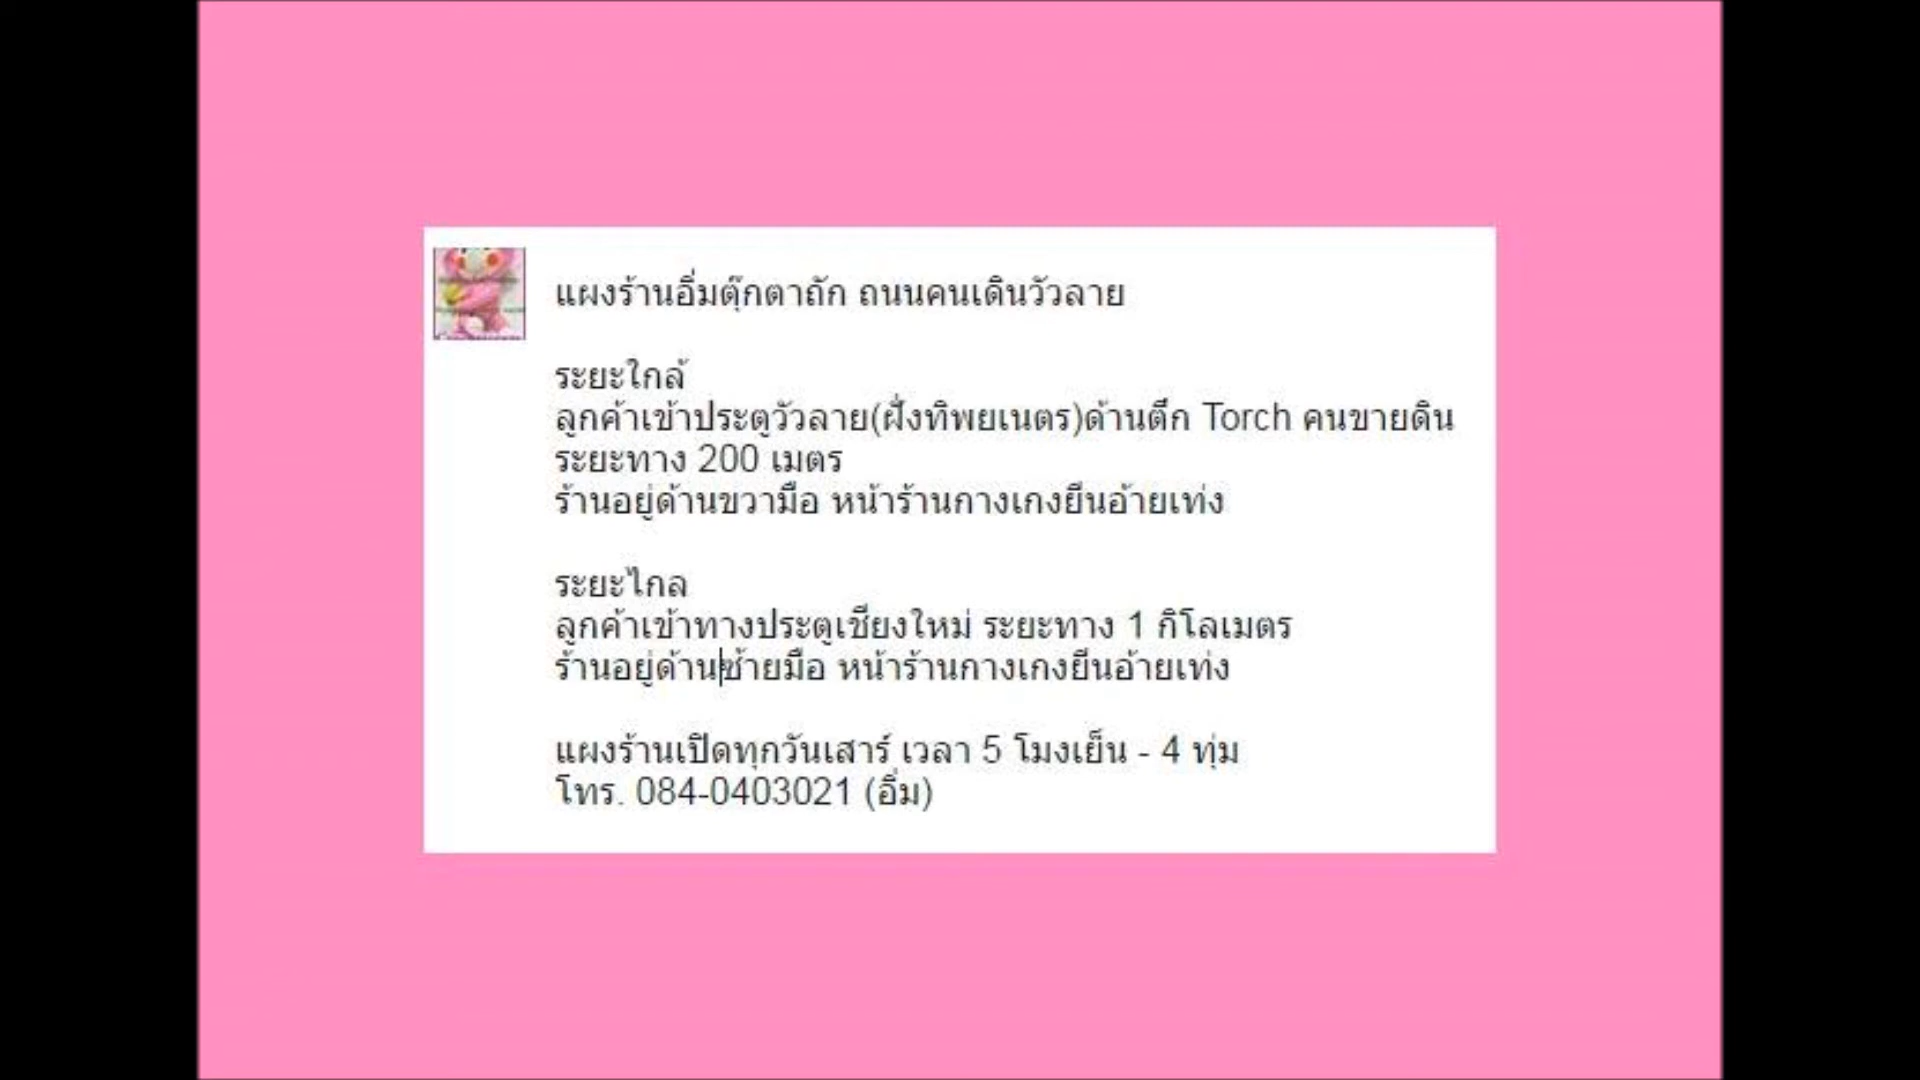 แผงร้านอิ่มตุ๊กตาถัก ถนนคนเดินวัวลาย
ระยะใกล้
ลูกค้าเข้าประตูวัวลาย(ฝั่งทิพยเนตร)ด้านตึก Torch คนขายดิน
ระยะทาง 200 เมตร
ร้านอยู่ด้านขวามือ หน้าร้านกางเกงยีนอ้ายเท่ง
ระยะไกล
ลูกค้าเข้าทางประตูเชียงใหม่ ระยะทาง 1 กิโลเมตร
ร้านอยู่ด้านซ้ายมือ หน้าร้านกางเกงยีนอ้ายเท่ง
แผงร้านเปิดทุกวันเสาร์ เวลา 5 โมงเย็น - 4 ทุ่ม
โทร. 084-0403021 (อิ่ม)